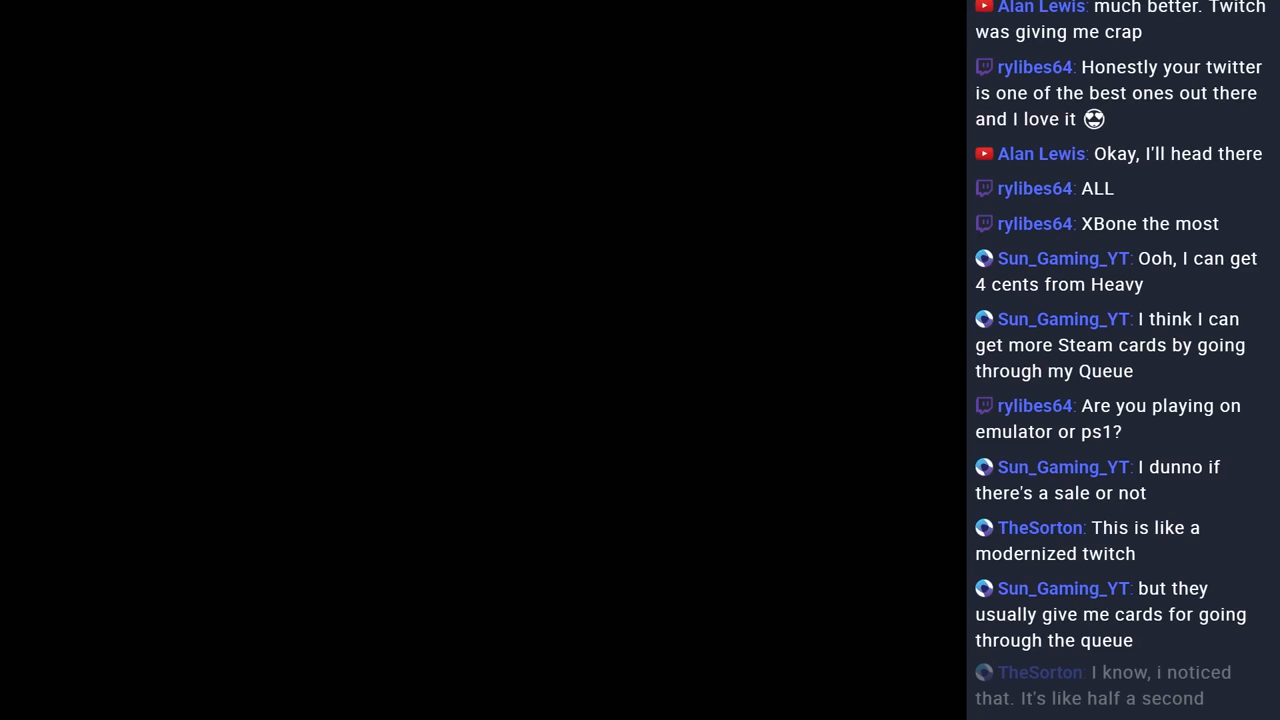 Alan Lewis: much better. Twitch
was giving me crap
rylibes64: Honestly your twitter
is one of the best ones out there
and I love it 😍
Alan Lewis: Okay, I'll head there
rylibes64: ALL
rylibes64: XBone the most
Sun_Gaming_YT: Ooh, I can get
4 cents from Heavy
Sun_Gaming_YT: I think I can
get more Steam cards by going
through my Queue
rylibes64: Are you playing on
emulator or ps1?
Sun_Gaming_YT: I dunno if
there's a sale or not
TheSorton: This is like a
modernized twitch
Sun_Gaming_YT: but they
usually give me cards for going
through the queue
TheSorton: I know, i noticed
that. It's like half a second